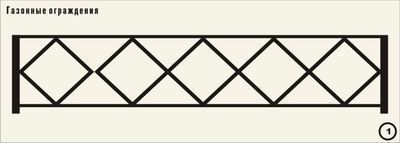 Газонные ограждения
1